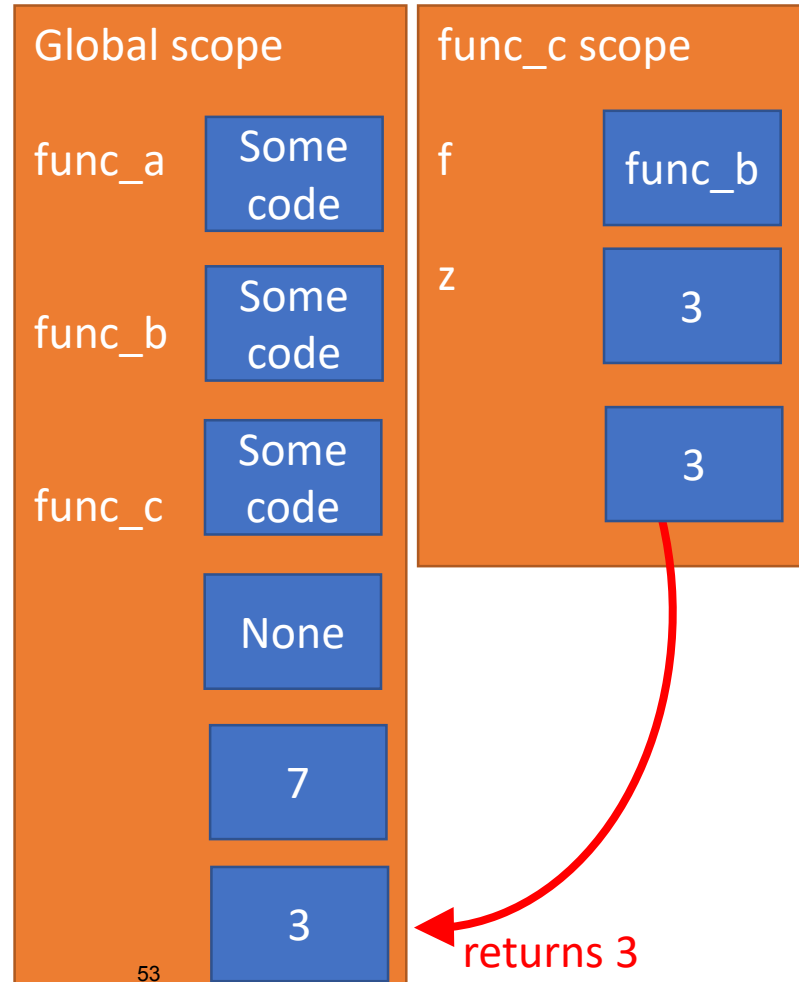 Global scope
func_a
Some
code
func_b
Some
code
func_c
Some
code
None
7
3
53
func_c scope
f
func_b
z
3
3
returns 3